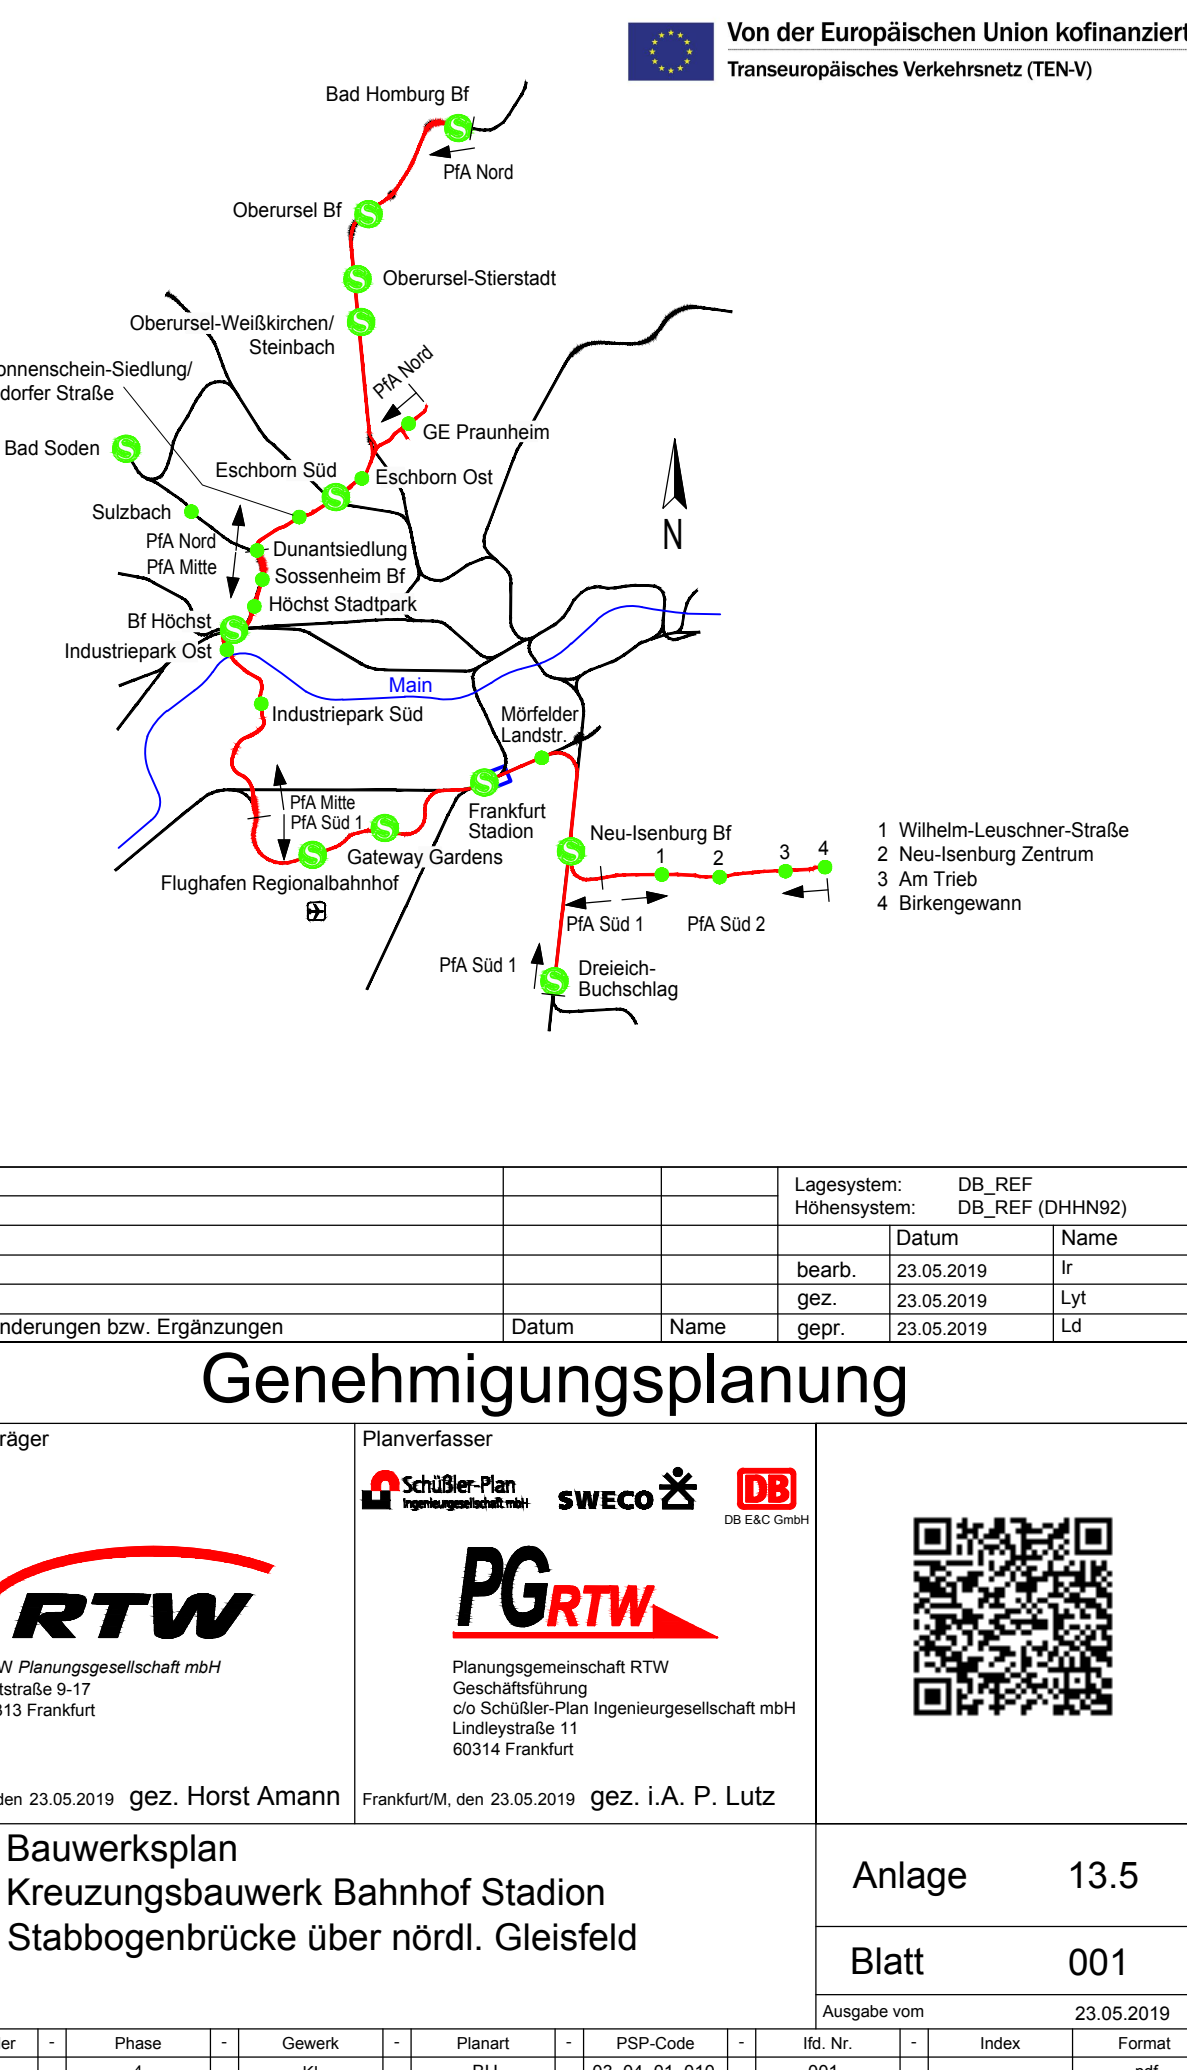 Von der Europäischen Union kofinanziert
Transeuropäisches Verkehrsnetz (TEN-V)
Bad Homburg Bf
PfA Nord
Oberursel Bf
Oberursel-Stierstadt
Oberursel-Weißkirchen/
Steinbach
onnenschein-Siedlung/
dorfer Straße
PfA Nord
GE Praunheim
Bad Soden
Eschborn Süd
Eschborn Ost
Sulzbach
PfA Nord
PfA Mitte
Dunantsiedlung
Sossenheim Bf
Höchst Stadtpark
Bf Höchst
Industriepark Ost
N
Main
Industriepark Süd
Mörfelder
Landstr.
PfA Mitte
PfA Süd 1
Frankfurt
Stadion
Gateway Gardens
Flughafen Regionalbahnhof
Neu-Isenburg Bf
1 2 3 4
PfA Süd 1
PfA Süd 2
PfA Süd 1
Dreieich-
Buchschlag
1 Wilhelm-Leuschner-Straße
2 Neu-Isenburg Zentrum
3 Am Trieb
4 Birkengewann
Lagesystem: DB_REF
Höhensystem: DB_REF (DHHN92)
Datum Name
bearb. 23.05.2019 Ir
gez. 23.05.2019 Lyt
nderungen bzw. Ergänzungen Datum Name gepr. 23.05.2019 Ld
Genehmigungsplanung
räger
Planverfasser
Schüßler-Plan
Ingenieurgesellschaft mbH
SWECO
DB
DB E&C GmbH
RTW
PGRTW
W Planungsgesellschaft mbH
tstraße 9-17
313 Frankfurt
Planungsgemeinschaft RTW
Geschäftsführung
c/o Schüßler-Plan Ingenieurgesellschaft mbH
Lindleystraße 11
60314 Frankfurt
den 23.05.2019 gez. Horst Amann
Frankfurt/M, den 23.05.2019 gez. i.A. P. Lutz
Bauwerksplan
Kreuzungsbauwerk Bahnhof Stadion
Stabbogenbrücke über nördl. Gleisfeld
Anlage 13.5
Blatt 001
Ausgabe vom 23.05.2019
ler - Phase - Gewerk - Planart - PSP-Code - lfd. Nr. - Index Format